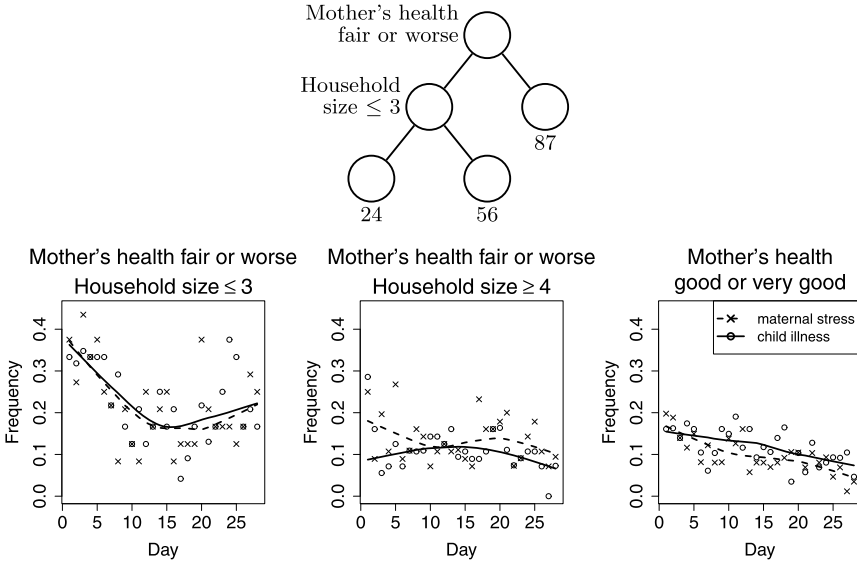 Mother's health
fair or worse
Household
size ≤ 3
87
24
56
Mother's health fair or worse
Household size ≤ 3
Frequency
0.0
0.1
0.2
0.3
0.4
0 5 10 15 20 25
Day
Mother's health fair or worse
Household size ≥ 4
Frequency
0.0
0.1
0.2
0.3
0.4
0 5 10 15 20 25
Day
Mother's health
good or very good
maternal stress
child illness
Frequency
0.0
0.1
0.2
0.3
0.4
0 5 10 15 20 25
Day